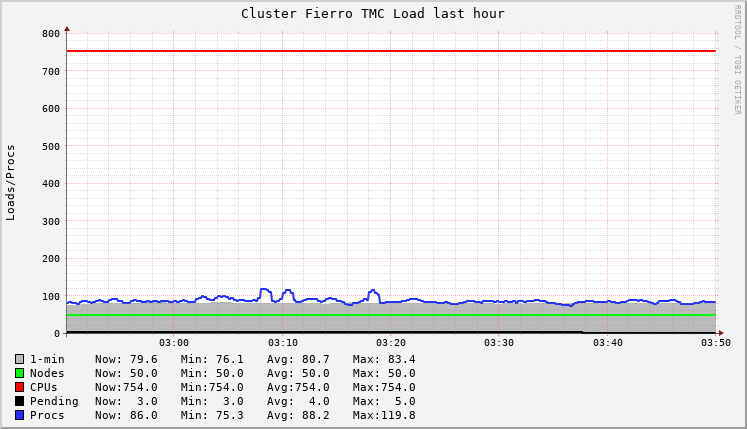 Cluster Fierro TMC Load last hour
RRDTOOL / TOBI OETIKER
Loads/Procs
800
700
600
500
400
300
200
100
0
03:00 03:10 03:20 03:30 03:40 03:50
1-min Now: 79.6 Min: 76.1 Avg: 80.7 Max: 83.4
Nodes Now: 50.0 Min: 50.0 Avg: 50.0 Max: 50.0
CPUs Now:754.0 Min:754.0 Avg:754.0 Max:754.0
Pending Now: 3.0 Min: 3.0 Avg: 4.0 Max: 5.0
Procs Now: 86.0 Min: 75.3 Avg: 88.2 Max:119.8